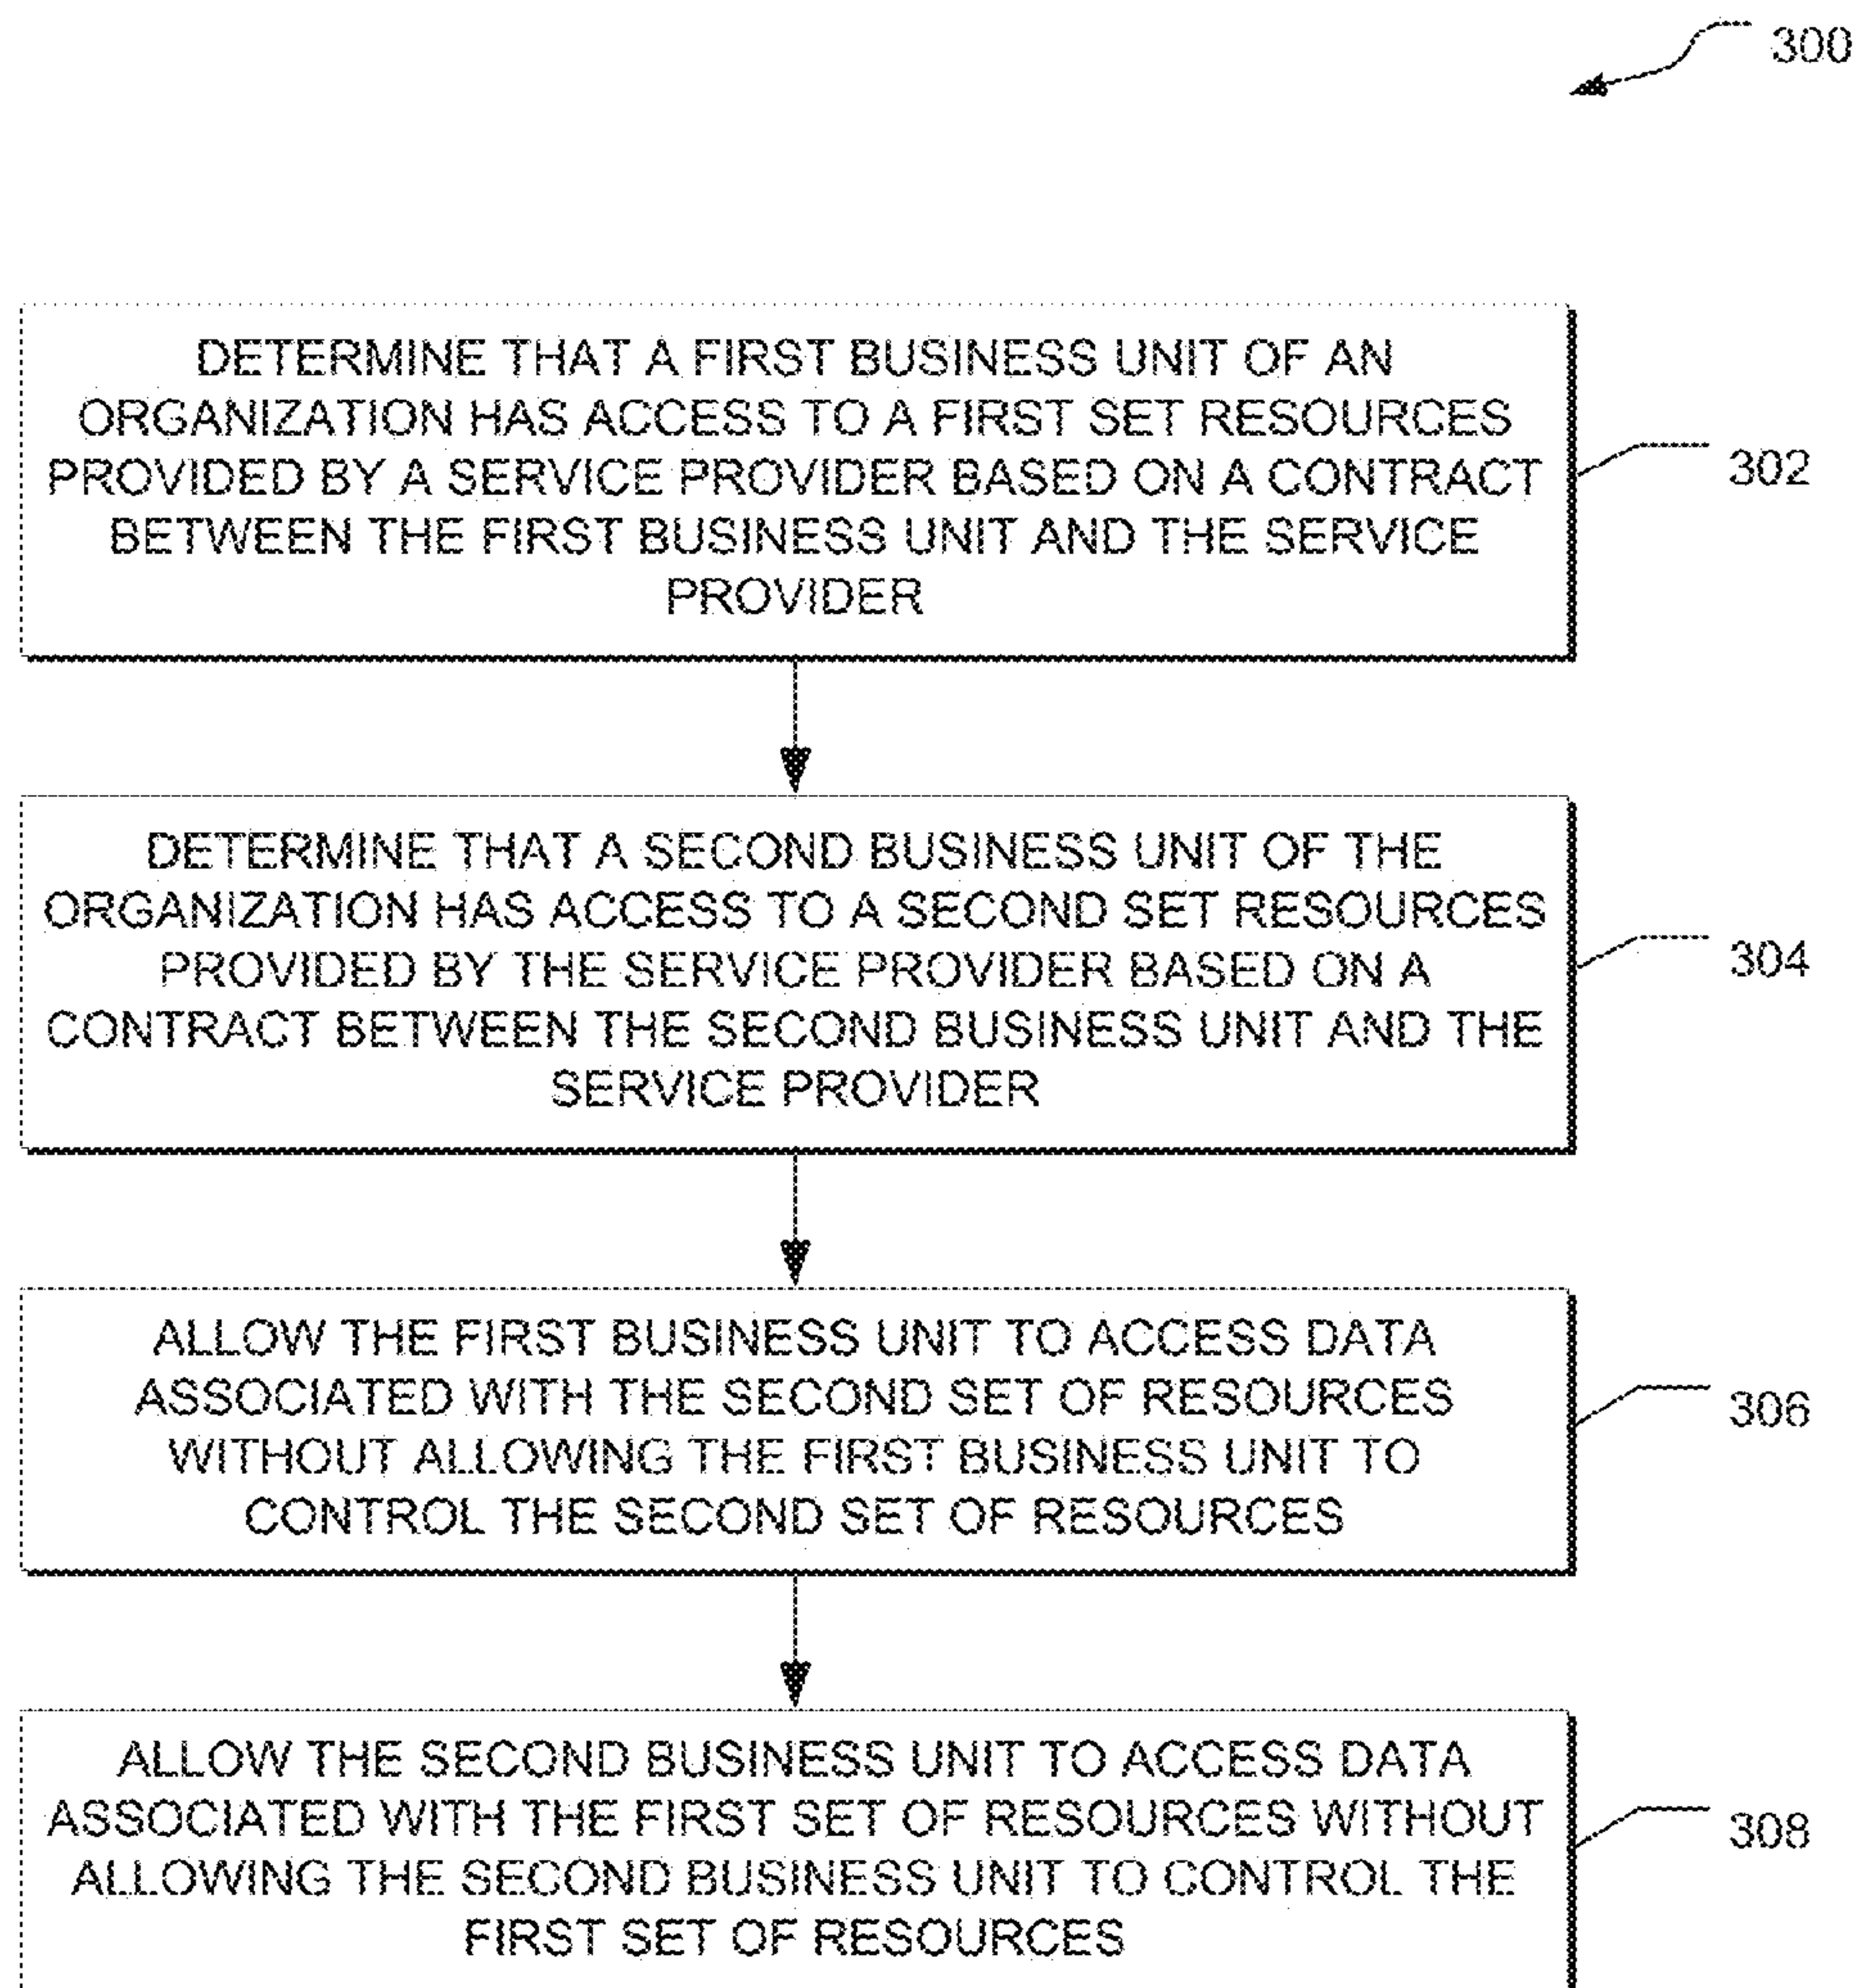 300
DETERMINE THAT A FIRST BUSINESS UNIT OF AN
ORGANIZATION HAS ACCESS TO A FIRST SET RESOURCES
PROVIDED BY A SERVICE PROVIDER BASED ON A CONTRACT
BETWEEN THE FIRST BUSINESS UNIT AND THE SERVICE
PROVIDER
302
DETERMINE THAT A SECOND BUSINESS UNIT OF THE
ORGANIZATION HAS ACCESS TO A SECOND SET RESOURCES
PROVIDED BY THE SERVICE PROVIDER BASED ON A
CONTRACT BETWEEN THE SECOND BUSINESS UNIT AND THE
SERVICE PROVIDER
304
ALLOW THE FIRST BUSINESS UNIT TO ACCESS DATA
ASSOCIATED WITH THE SECOND SET OF RESOURCES
WITHOUT ALLOWING THE FIRST BUSINESS UNIT TO
CONTROL THE SECOND SET OF RESOURCES
306
ALLOW THE SECOND BUSINESS UNIT TO ACCESS DATA
ASSOCIATED WITH THE FIRST SET OF RESOURCES WITHOUT
ALLOWING THE SECOND BUSINESS UNIT TO CONTROL THE
FIRST SET OF RESOURCES
308